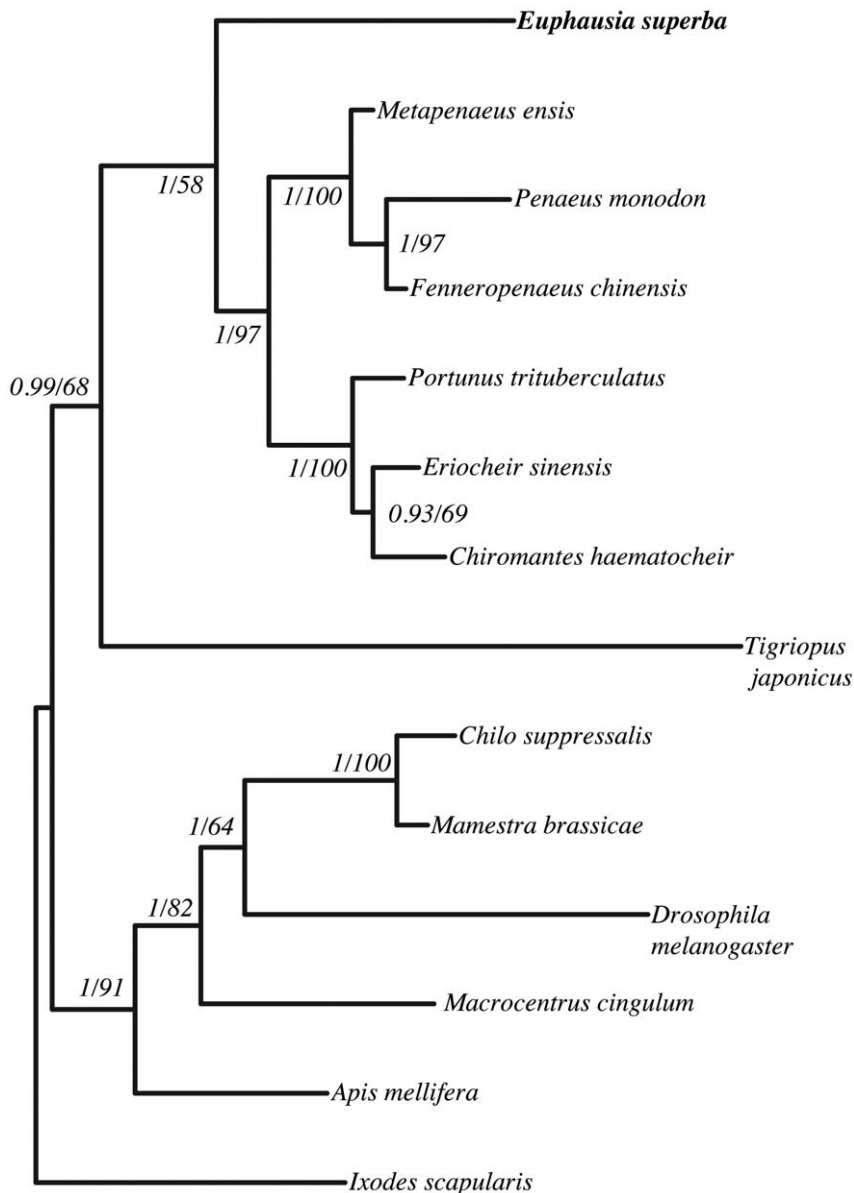 Euphausia superba
Metapenaeus ensis
1/58
1/100
Penaeus monodon
1/97
Fenneropenaeus chinensis
1/97
Portunus trituberculatus
0.99/68
1/100
Eriocheir sinensis
0.93/69
Chiromantes haematocheir
Tigriopus
japonicus
Chilo suppressalis
1/100
Mamestra brassicae
1/64
1/82
Drosophila
melanogaster
1/91
Macrocentrus cingulum
Apis mellifera
Ixodes scapularis